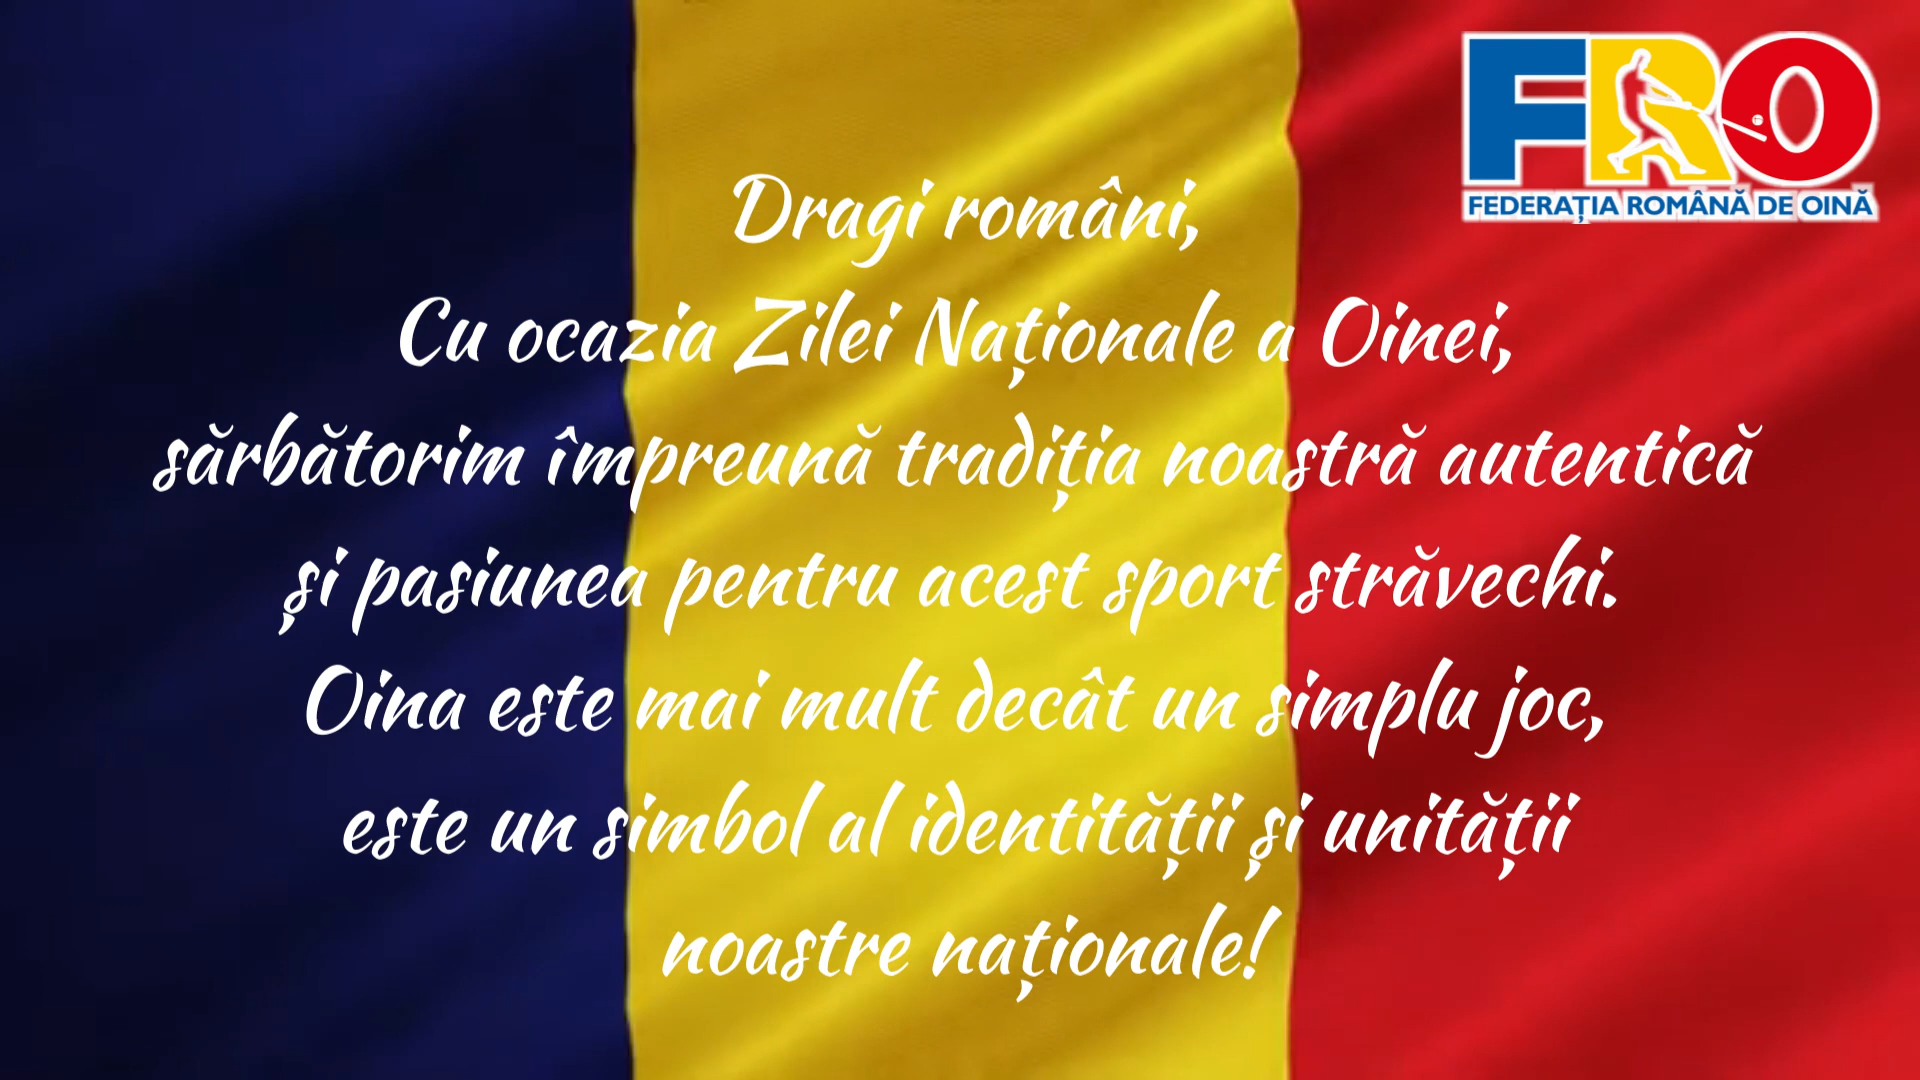 FRO
FEDERAȚIA ROMÂNĂ DE OINĂ
Dragi români,
Cu ocazia Zilei Naționale a Oinei,
sărbătorim împreună tradiția noastră autentică
și pasiunea pentru acest sport străvechi.
Oina este mai mult decât un simplu joc,
este un simbol al identității și unității
noastre naționale!